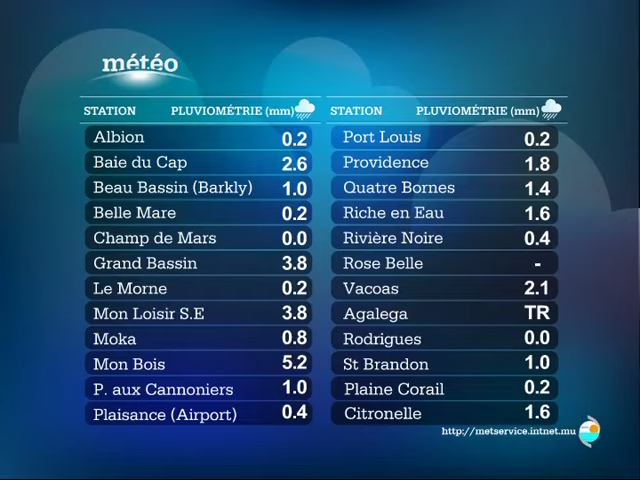 météo
STATION PLUVIOMÉTRIE (mm)
Albion 0.2
Baie du Cap 2.6
Beau Bassin (Barkly) 1.0
Belle Mare 0.2
Champ de Mars 0.0
Grand Bassin 3.8
Le Morne 0.2
Mon Loisir S.E 3.8
Moka 0.8
Mon Bois 5.2
P. aux Cannoniers 1.0
Plaisance (Airport) 0.4
STATION PLUVIOMÉTRIE (mm)
Port Louis 0.2
Providence 1.8
Quatre Bornes 1.4
Riche en Eau 1.6
Rivière Noire 0.4
Rose Belle -
Vacoas 2.1
Agalega TR
Rodrigues 0.0
St Brandon 1.0
Plaine Corail 0.2
Citronelle 1.6
http://metservice.intnet.mu